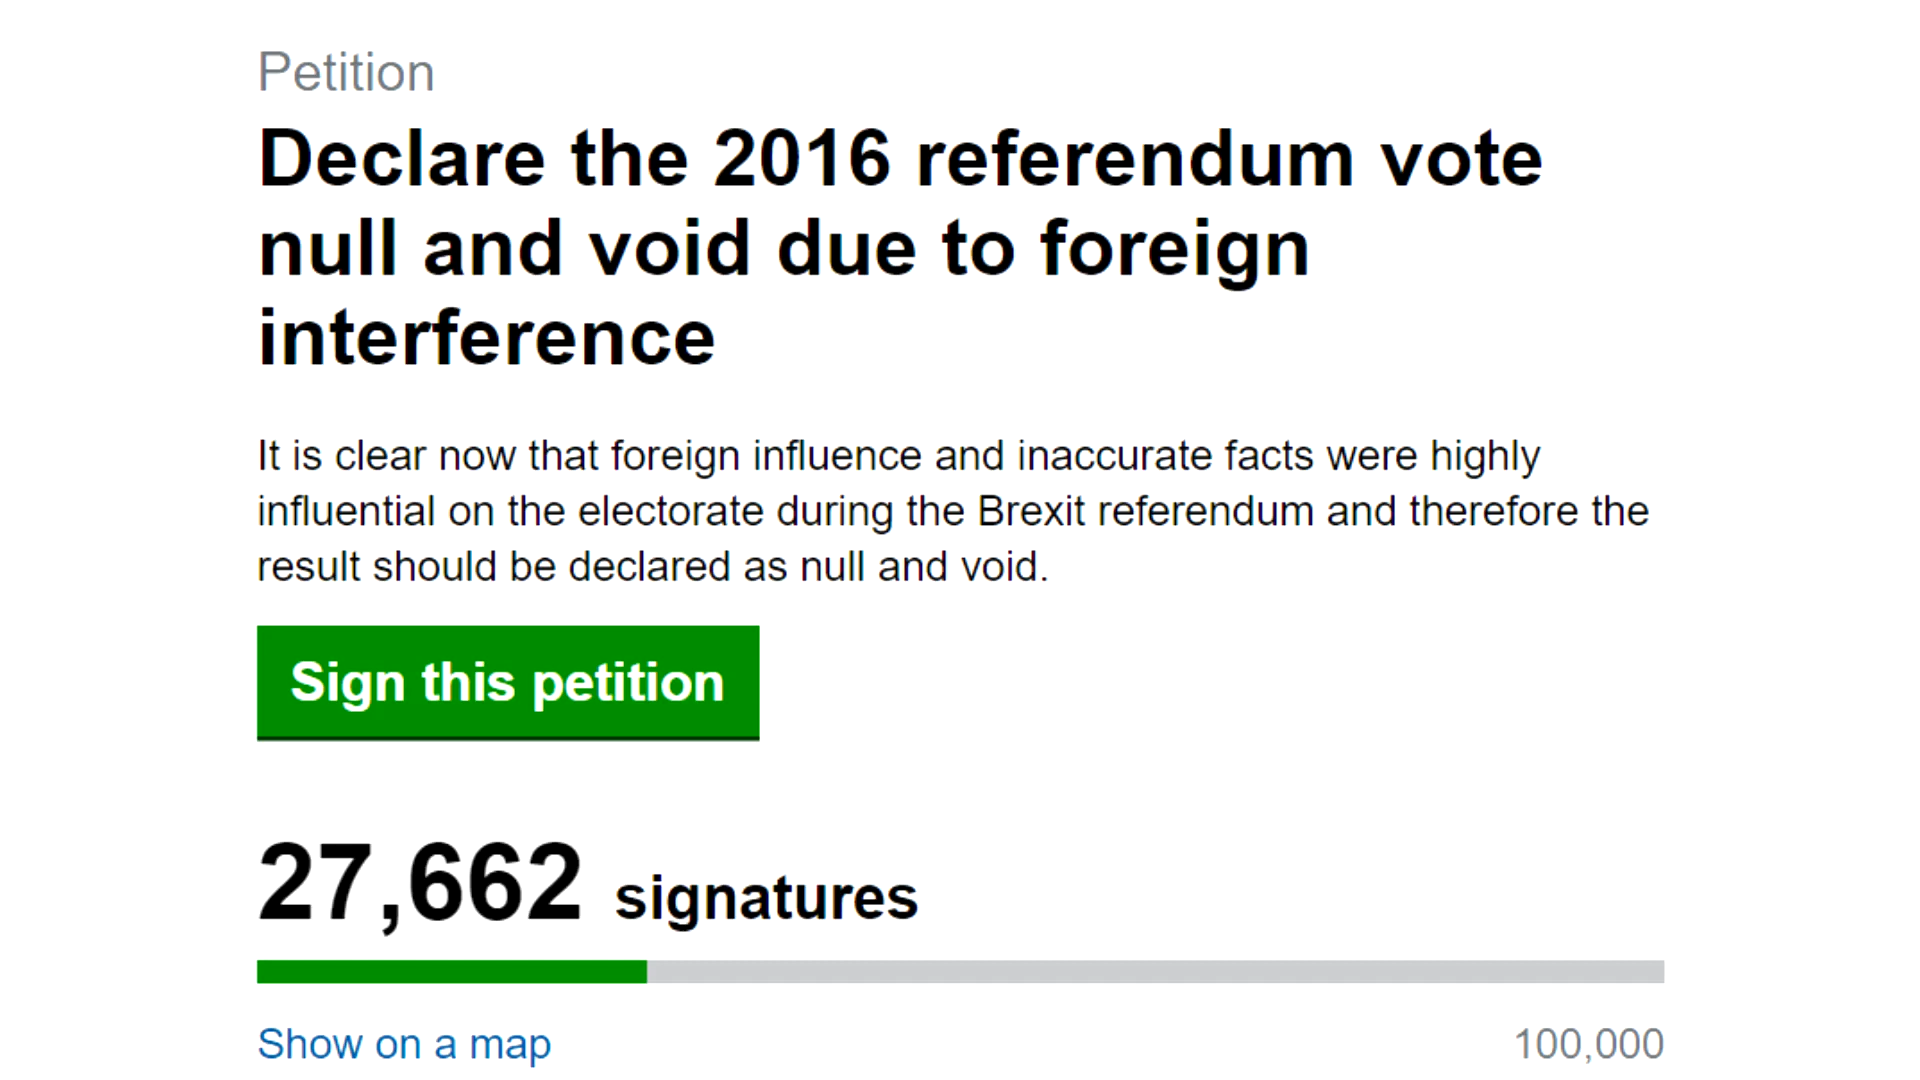 Petition
Declare the 2016 referendum vote
null and void due to foreign
interference
It is clear now that foreign influence and inaccurate facts were highly
influential on the electorate during the Brexit referendum and therefore the
result should be declared as null and void.
Sign this petition
27,662 signatures
Show on a map 100,000